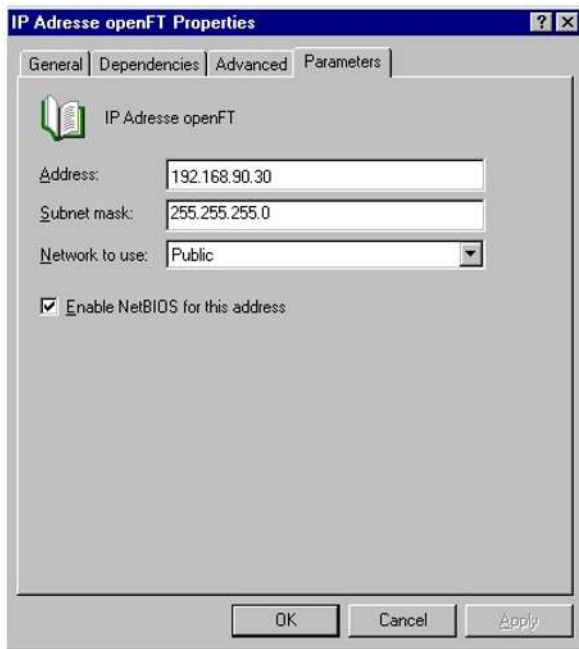 IP Adresse openFT Properties
General Dependencies Advanced Parameters
IP Adresse openFT
Address: 192.168.90.30
Subnet mask: 255.255.255.0
Network to use: Public
Enable NetBIOS for this address
OK Cancel Apply